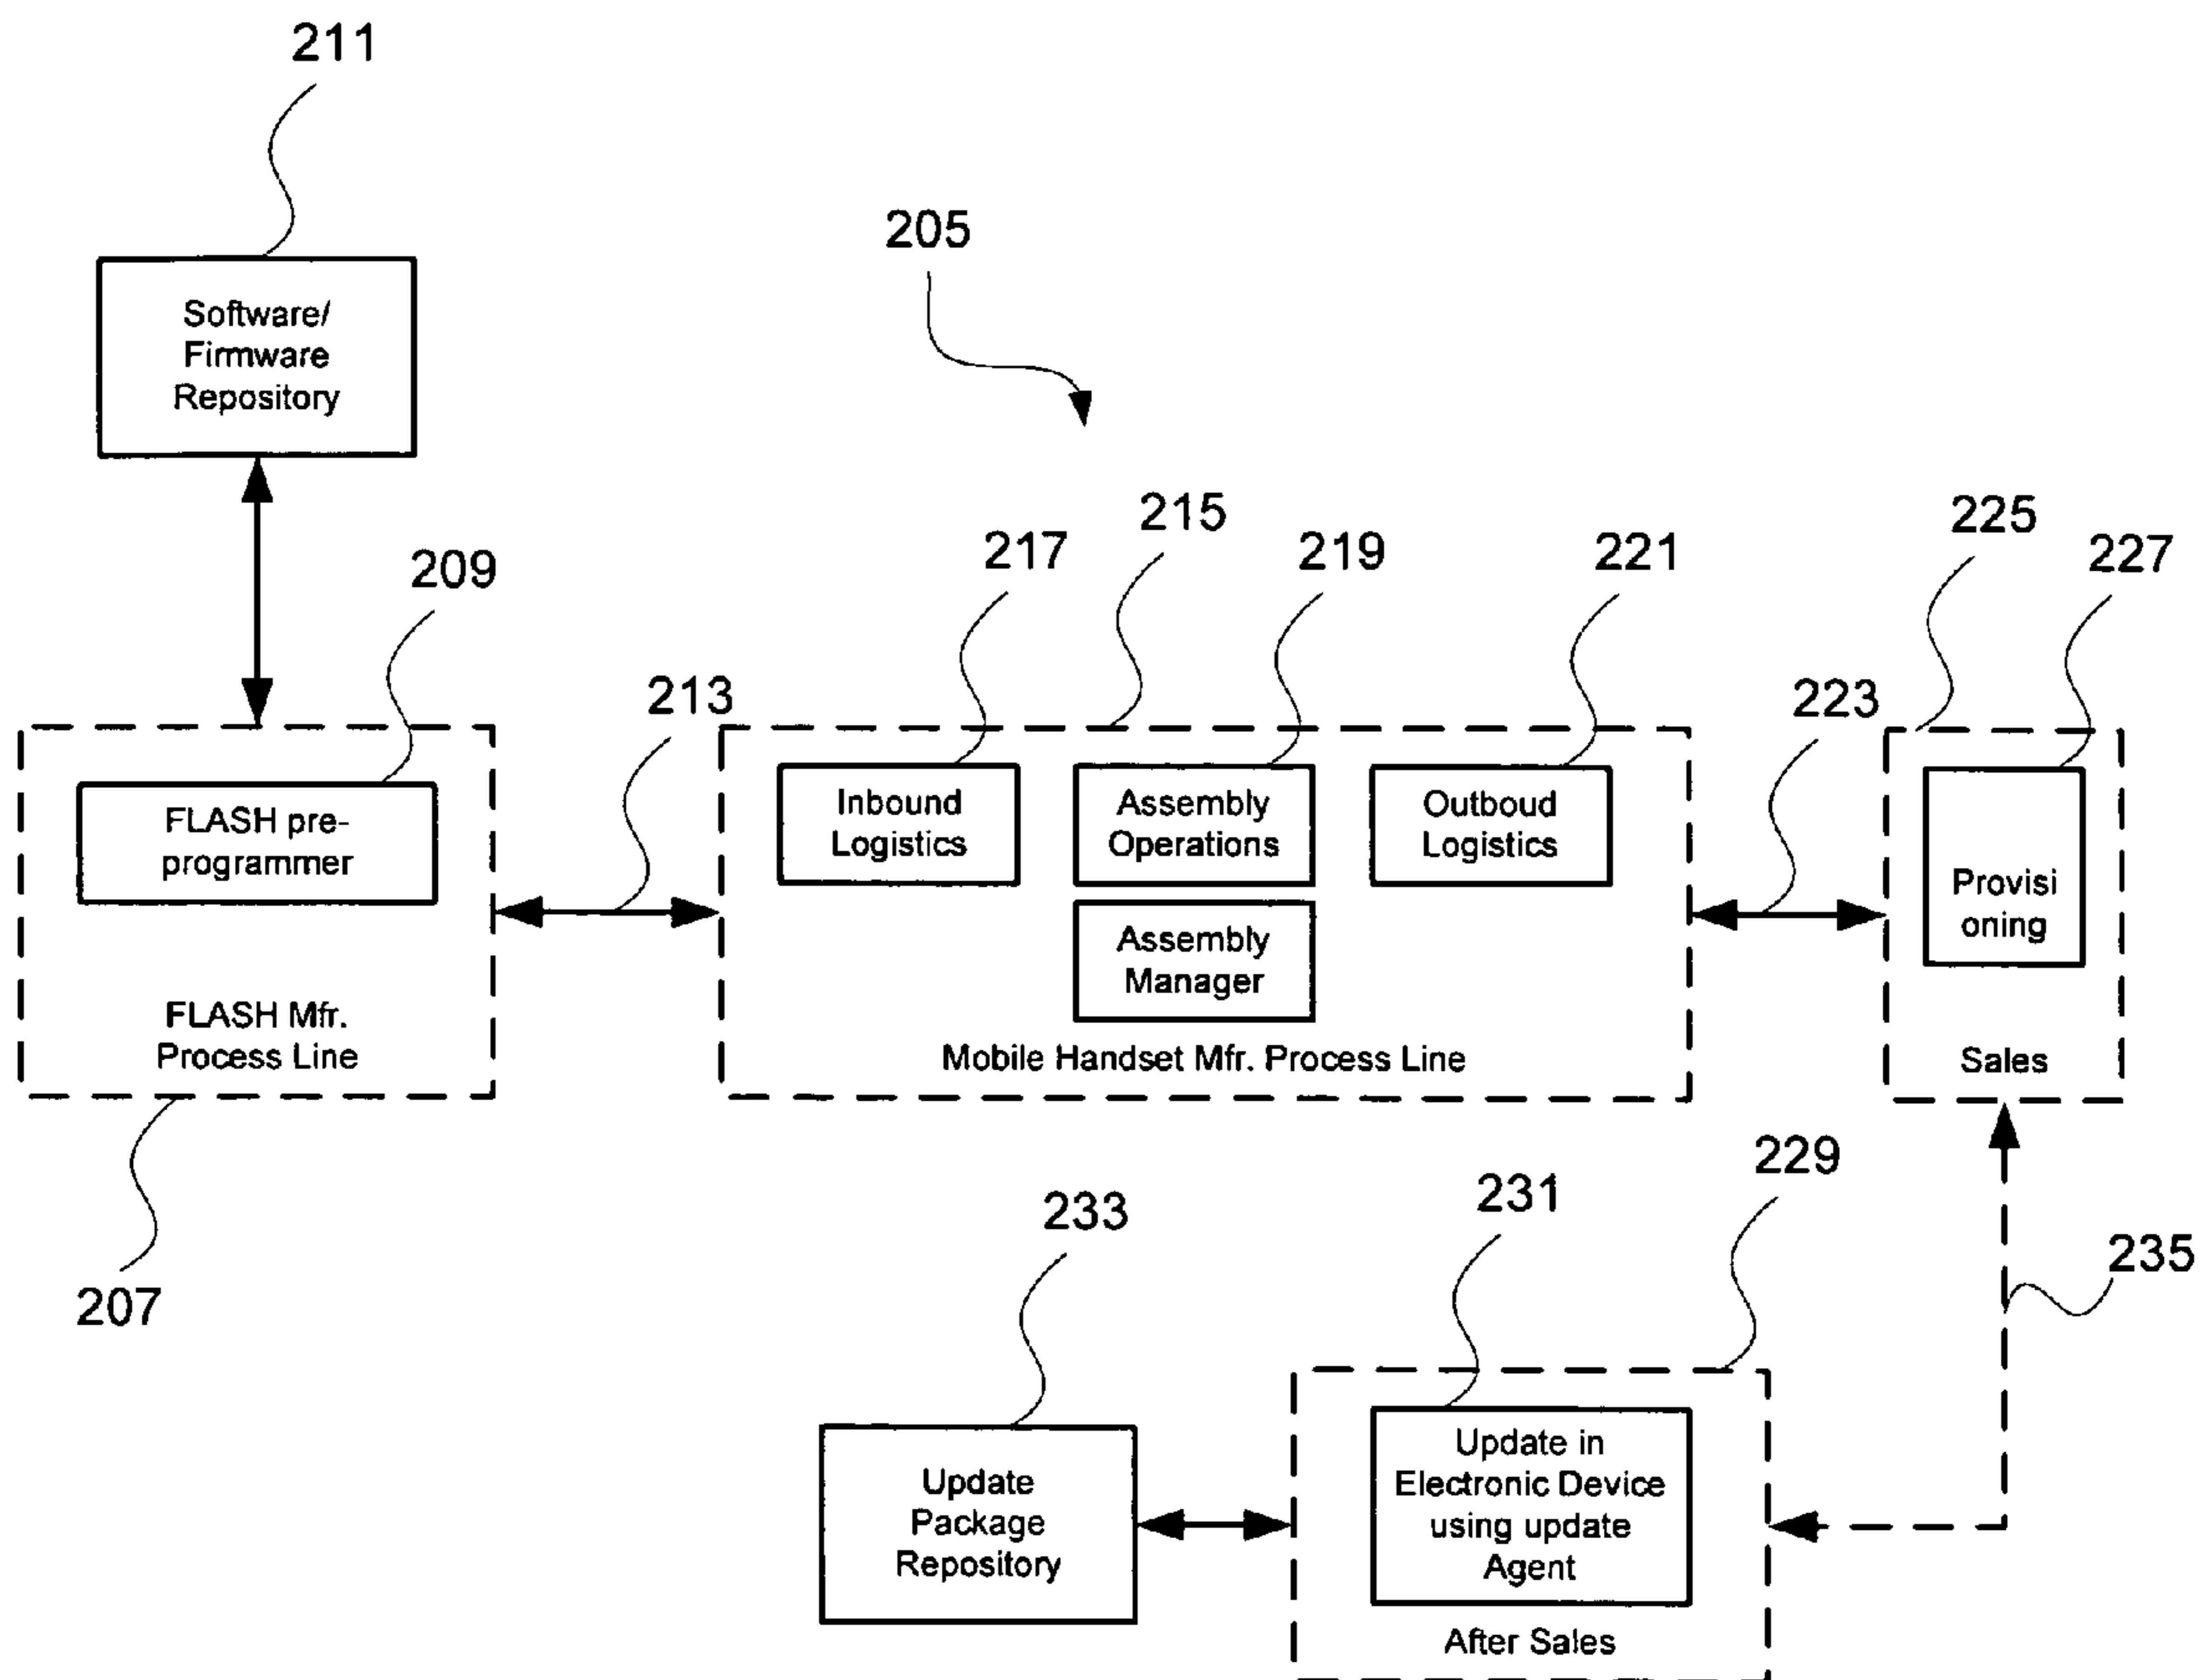 211
Software/
Firmware
Repository
205
209
FLASH pre-
programmer
FLASH Mfr.
Process Line
207
213
215
217
219
221
Inbound
Logistics
Assembly
Operations
Outboud
Logistics
Assembly
Manager
Mobile Handset Mfr. Process Line
223
225
227
Provisi
oning
Sales
229
231
233
235
Update
Package
Repository
Update in
Electronic Device
using update
Agent
After Sales